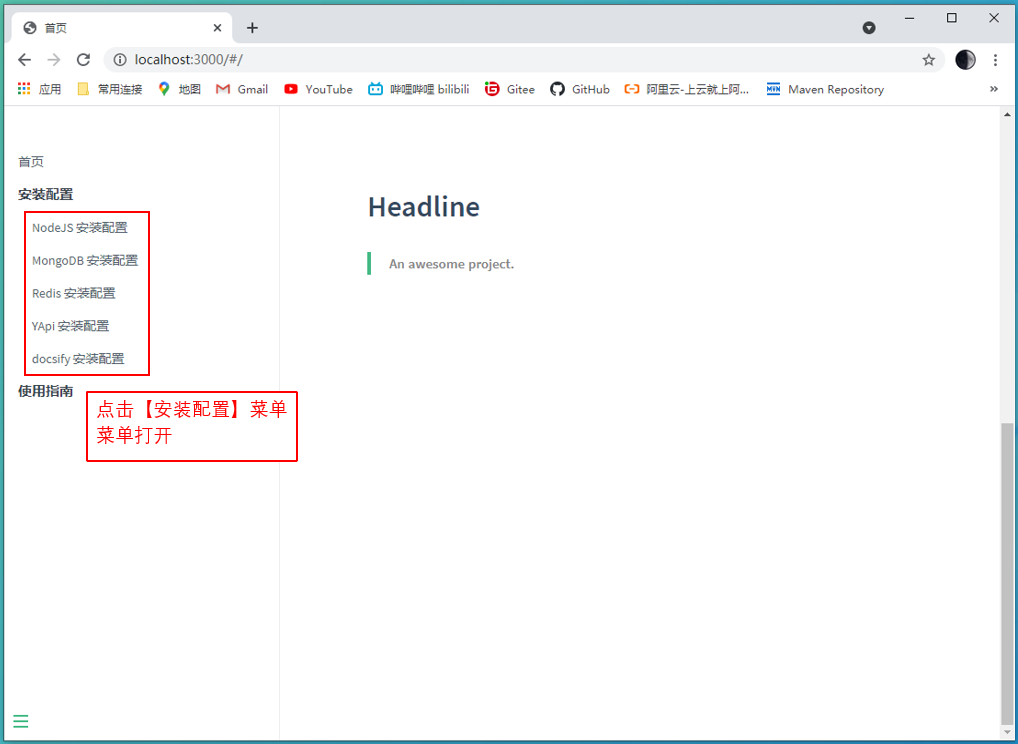 首页
localhost:3000/#/
应用 常用连接 地图 Gmail YouTube 哔哩哔哩 bilibili Gitee GitHub 阿里云-上云就上阿... MVN Maven Repository »
首页
安装配置
NodeJS 安装配置
MongoDB 安装配置
Redis 安装配置
YApi 安装配置
docsify 安装配置
使用指南
点击【安装配置】菜单
菜单打开
Headline
An awesome project.